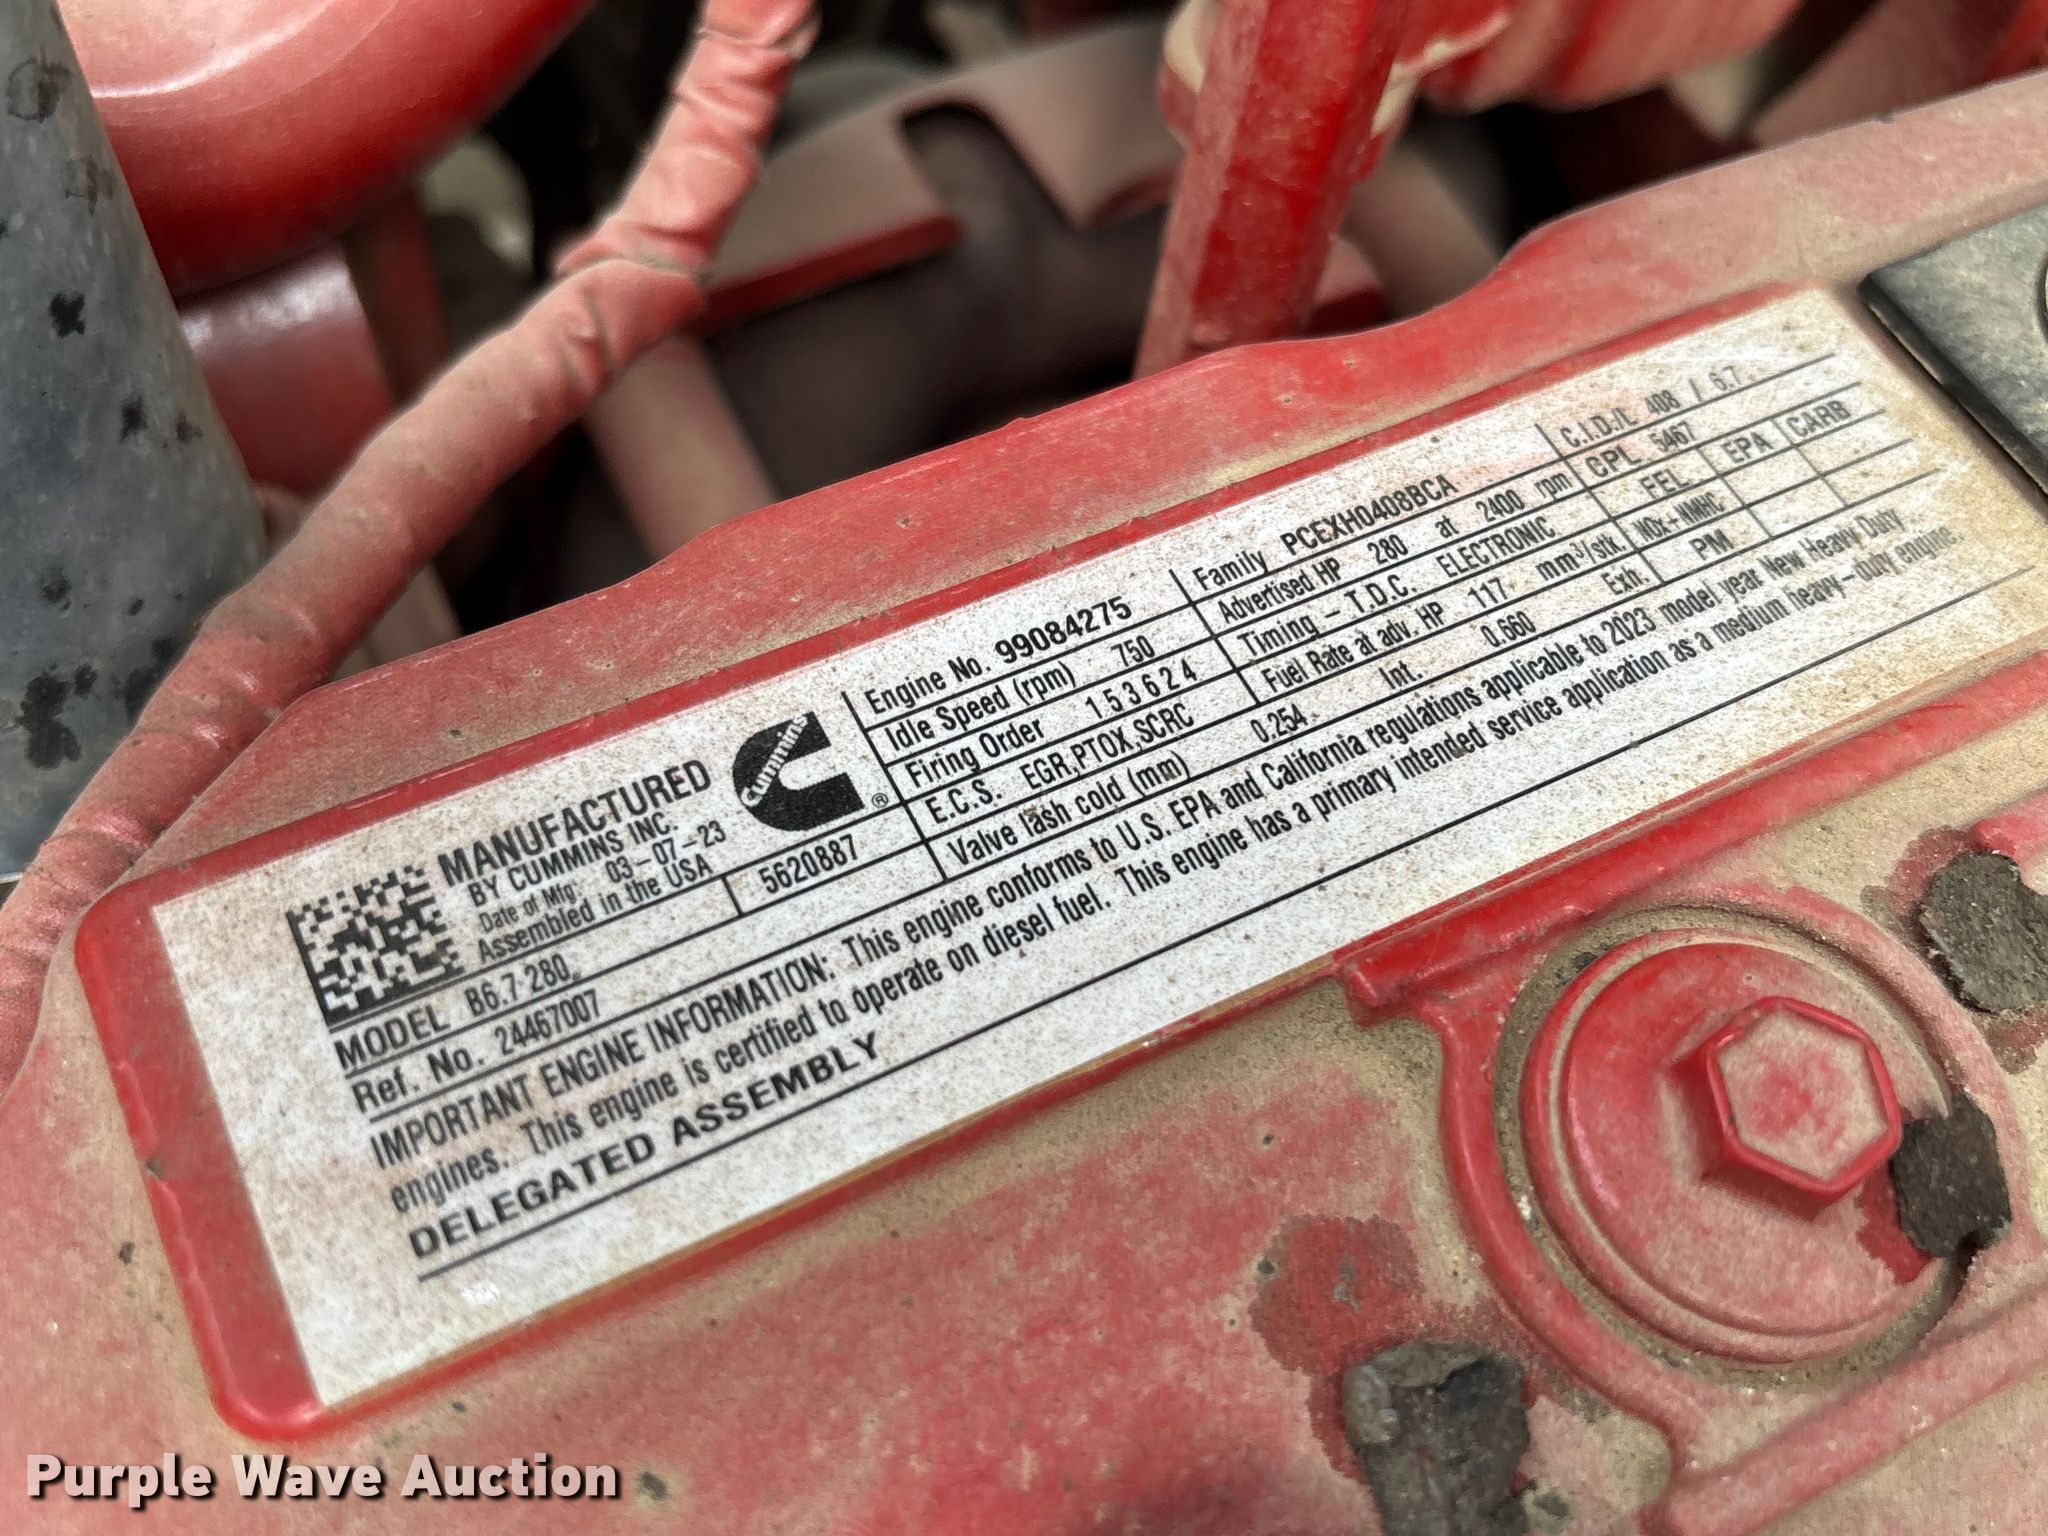 MANUFACTURED
BY CUMMINS INC.
Date of Mfg: 03-07-23
Assembled in the USA
Cummins ®
5620887
MODEL B6.7 280
Ref. No. 24467007
Engine No. 99084275
Idle Speed (rpm) 750
Firing Order 1 5 3 6 2 4
E.C.S. EGR,PTOX,SCRC
Valve lash cold (mm) 0.254 Int. 0.660 Exh.
Family PCEXH0408BCA
Advertised HP 280 at 2400 rpm
Timing - T.D.C. ELECTRONIC
Fuel Rate at adv. HP 117 mm³/stk.
C.I.D./L 408 / 6.7
CPL 5467
FEL EPA CARB
NOx+NMHC
PM
IMPORTANT ENGINE INFORMATION: This engine conforms to U.S. EPA and California regulations applicable to 2023 model year New Heavy Duty
engines. This engine is certified to operate on diesel fuel. This engine has a primary intended service application as a medium heavy-duty engine.
DELEGATED ASSEMBLY
Purple Wave Auction